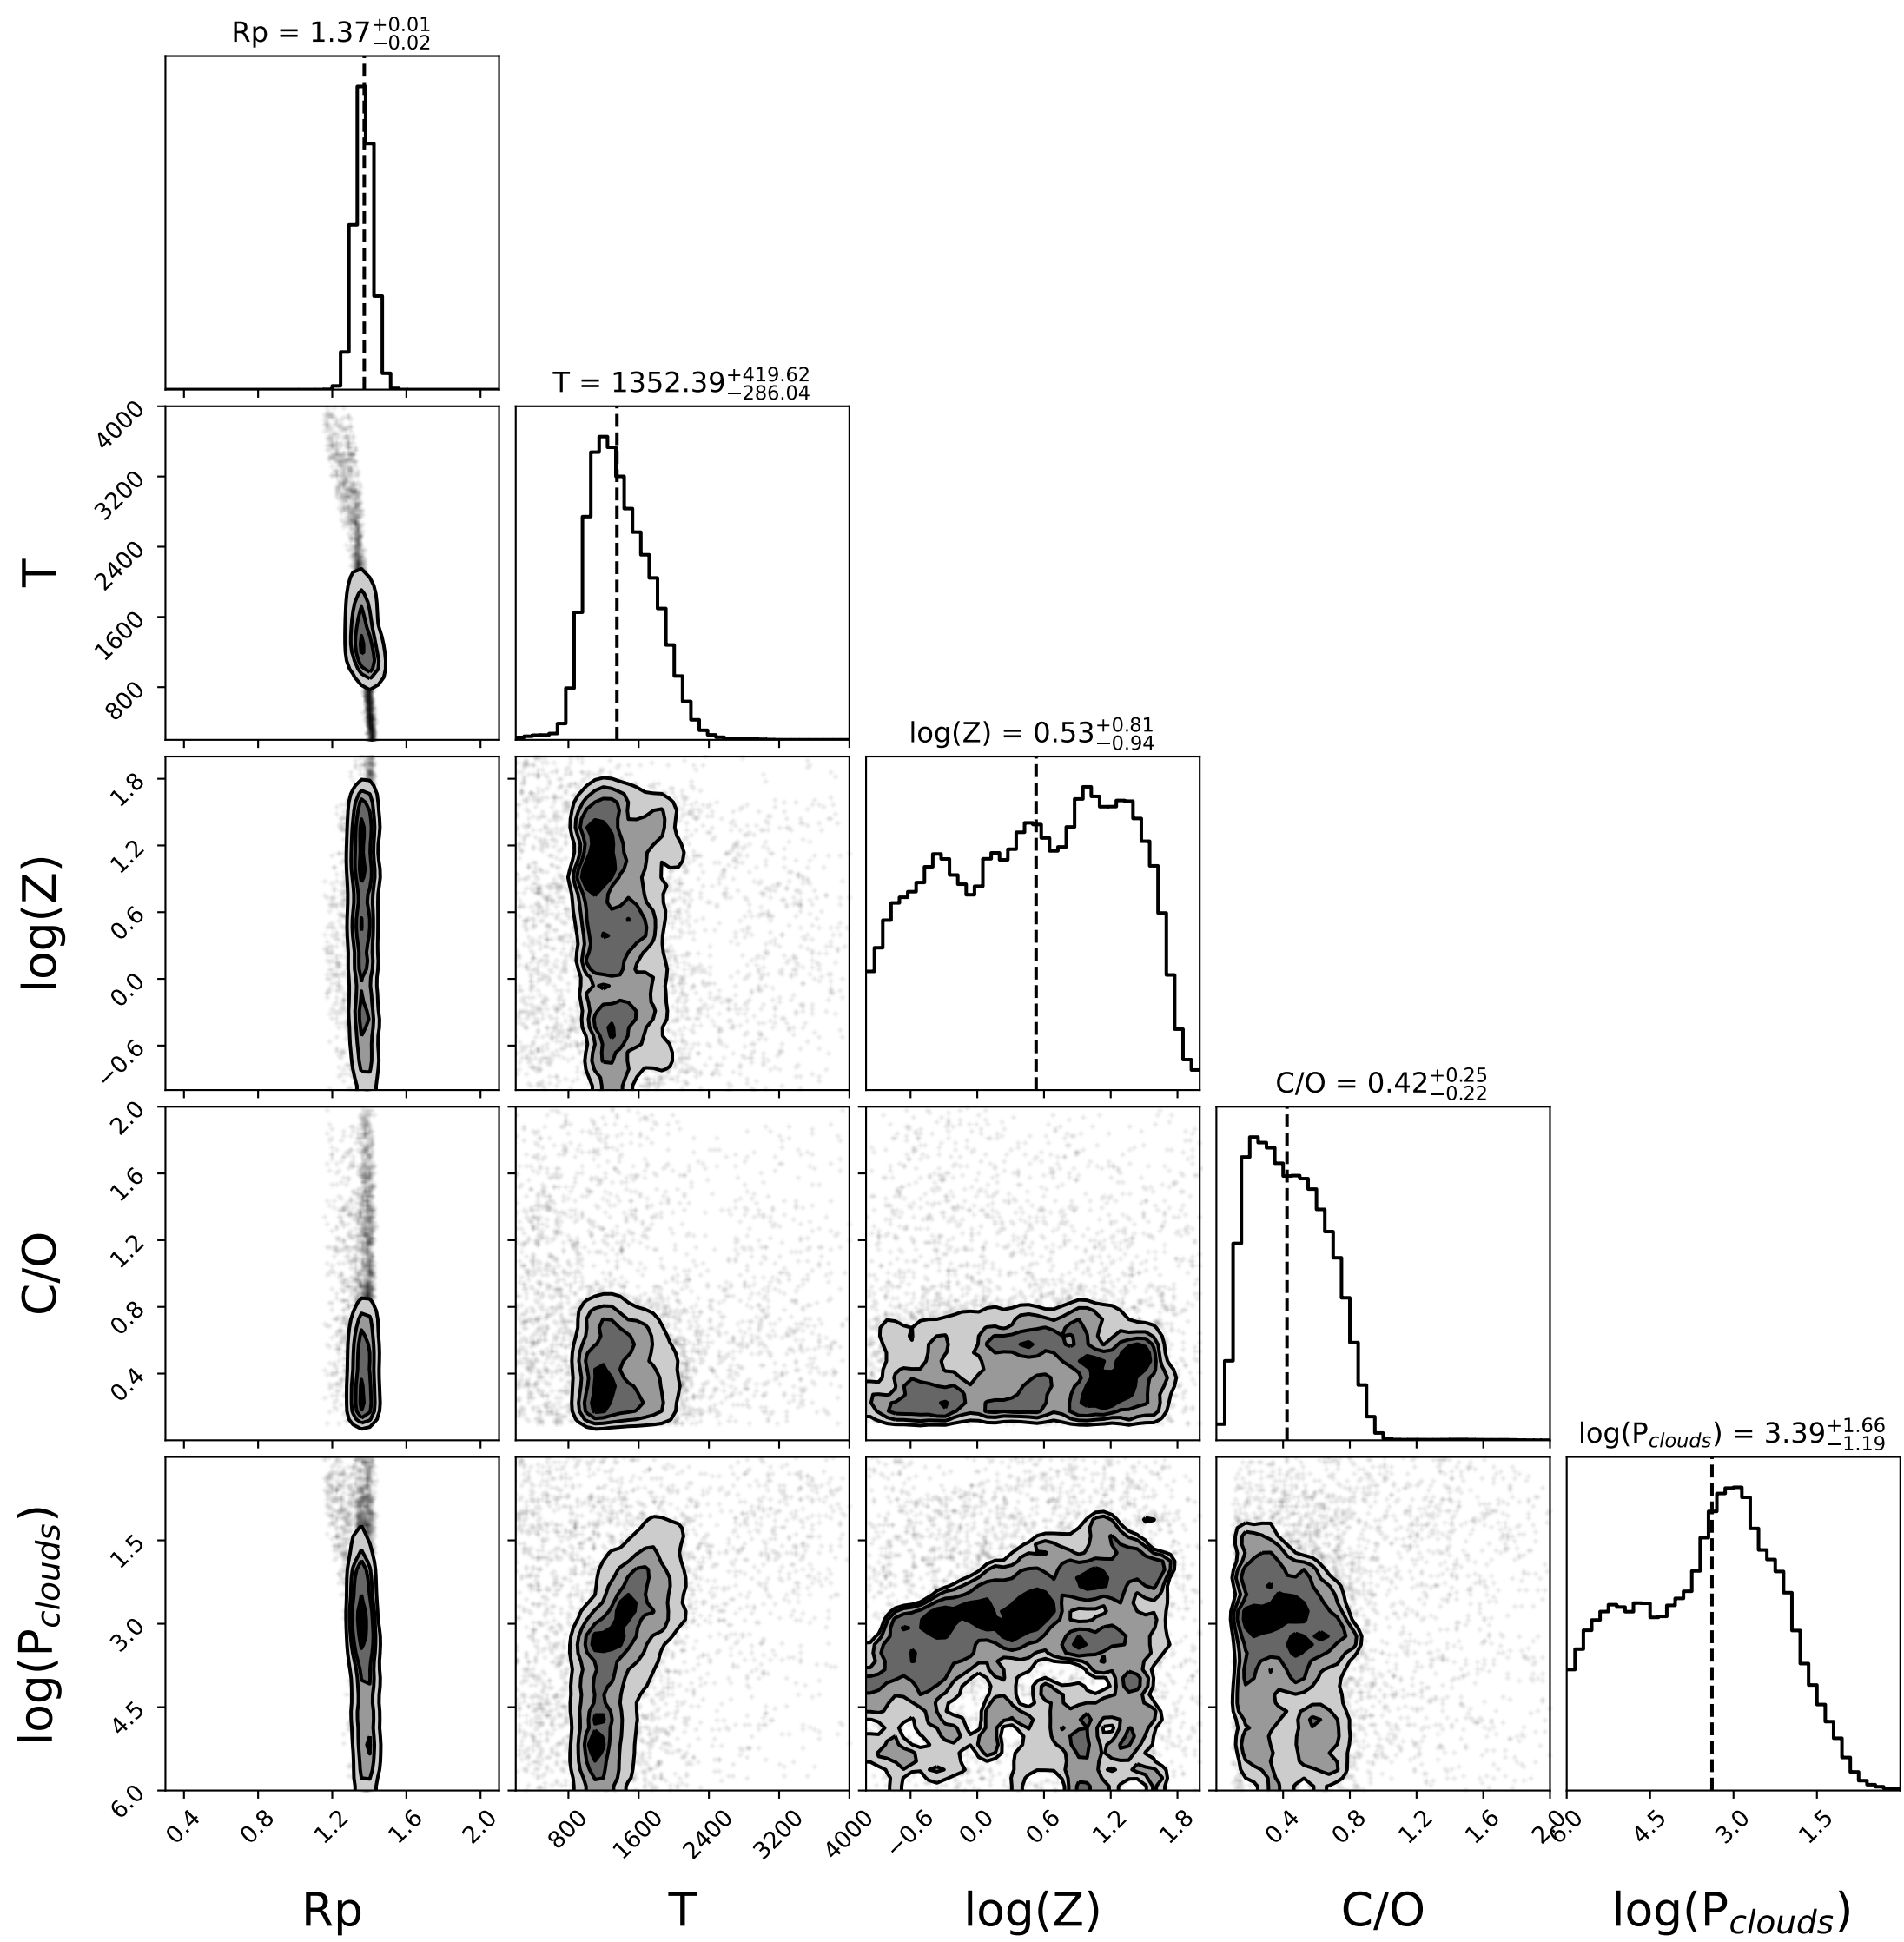 Rp = 1.37+0.01 −0.02
T = 1352.39+419.62 −286.04
4000
3200
2400
1600
800
T
log(Z) = 0.53+0.81 −0.94
1.8
1.2
0.6
0.0
−0.6
log(Z)
C/O = 0.42+0.25 −0.22
2.0
1.6
1.2
0.8
0.4
C/O
log(Pclouds) = 3.39+1.66 −1.19
1.5
3.0
4.5
6.0
log(Pclouds)
0.4 0.8 1.2 1.6 2.0
800 1600 2400 3200 4000
−0.6 0.0 0.6 1.2 1.8
0.4 0.8 1.2 1.6 2.0
6.0 4.5 3.0 1.5
Rp T log(Z) C/O log(Pclouds)